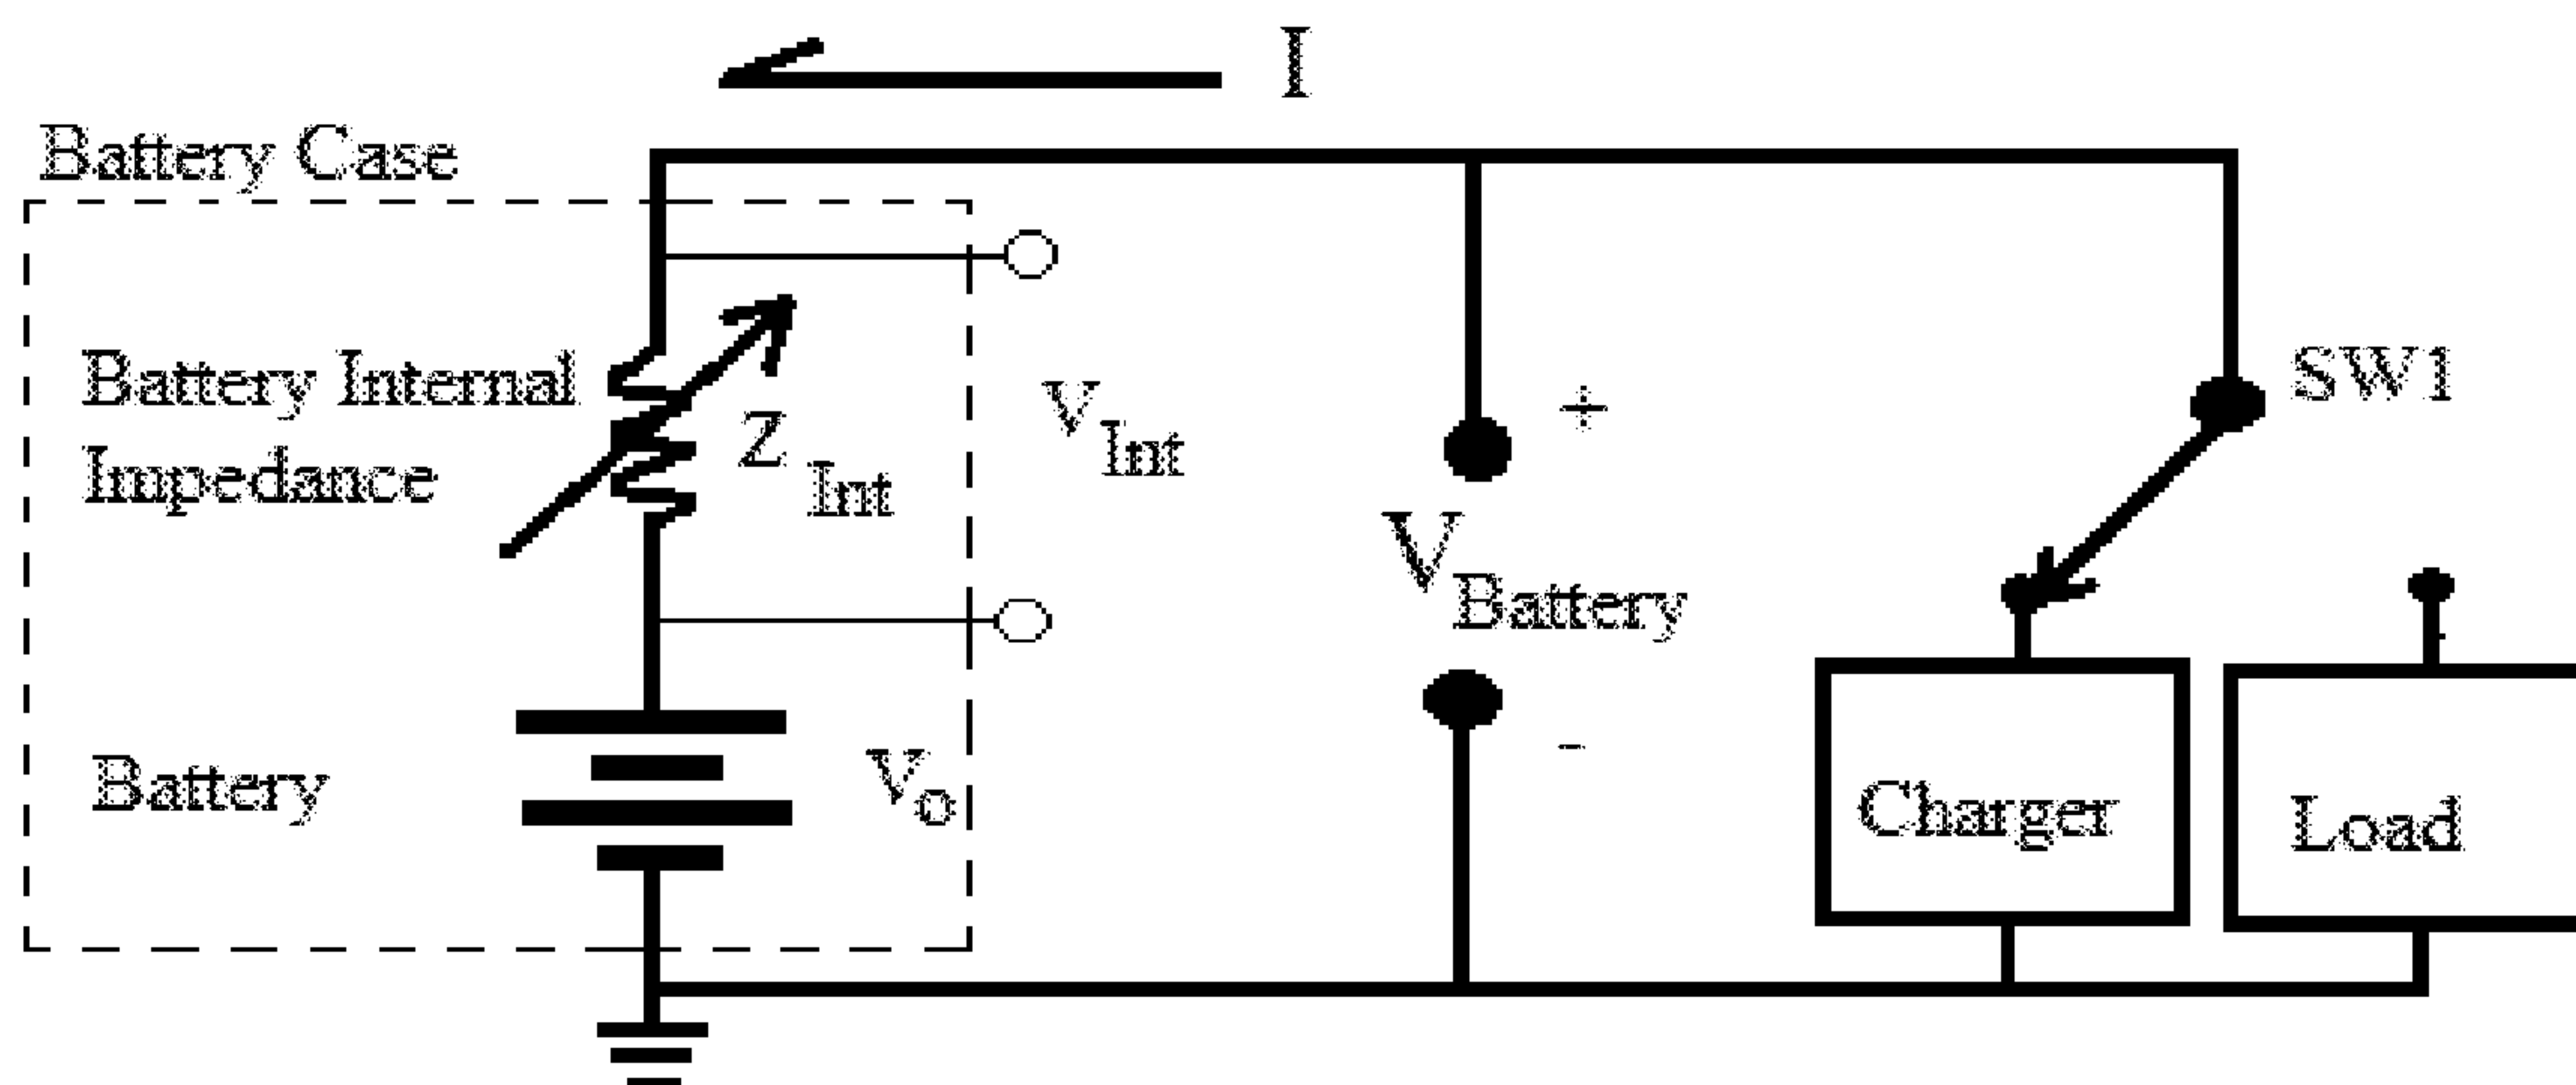 I
Battery Case
Battery Internal
Impedance
Z Int
V Int
+
V Battery
-
SW1
Battery
V O
Charger
Load